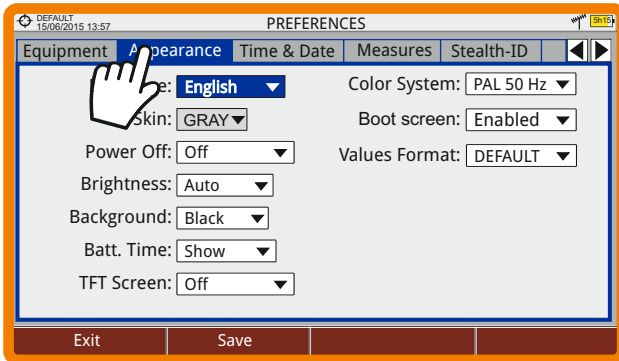 DEFAULT
15/06/2015 13:57
PREFERENCES
5h15
Equipment Appearance Time & Date Measures Stealth-ID
e: English
Skin: GRAY
Power Off: Off
Brightness: Auto
Background: Black
Batt. Time: Show
TFT Screen: Off
Color System: PAL 50 Hz
Boot screen: Enabled
Values Format: DEFAULT
Exit Save